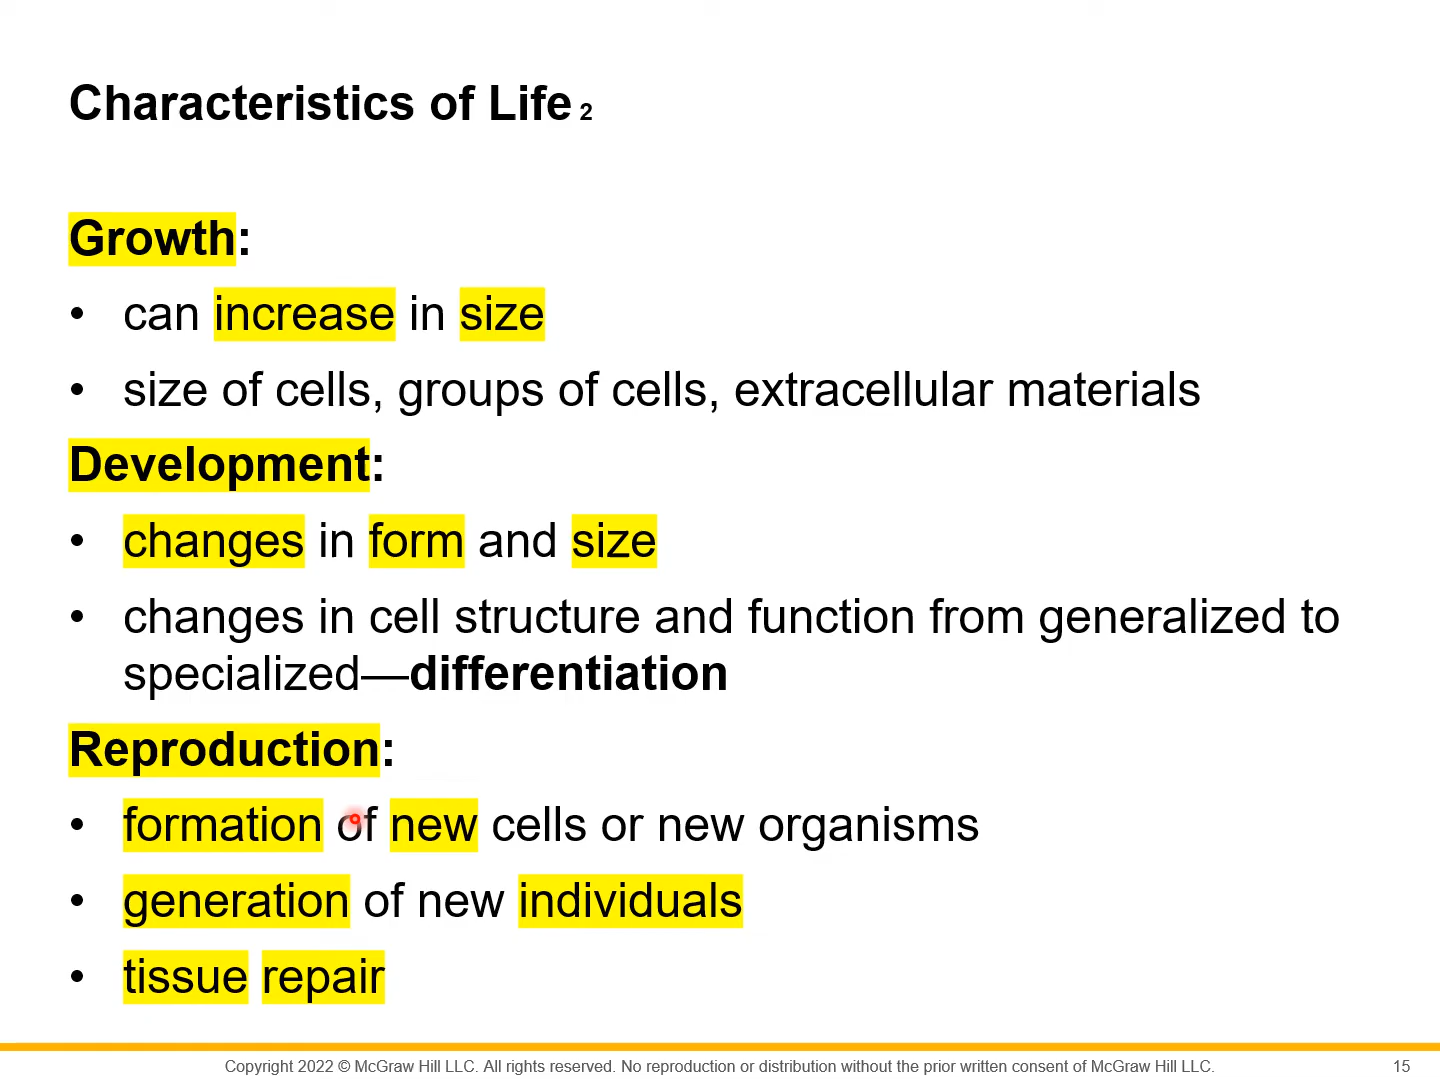 Characteristics of Life 2
Growth:
• can increase in size
• size of cells, groups of cells, extracellular materials
Development:
• changes in form and size
• changes in cell structure and function from generalized to
specialized—differentiation
Reproduction:
• formation of new cells or new organisms
• generation of new individuals
• tissue repair
Copyright 2022 © McGraw Hill LLC. All rights reserved. No reproduction or distribution without the prior written consent of McGraw Hill LLC. 15